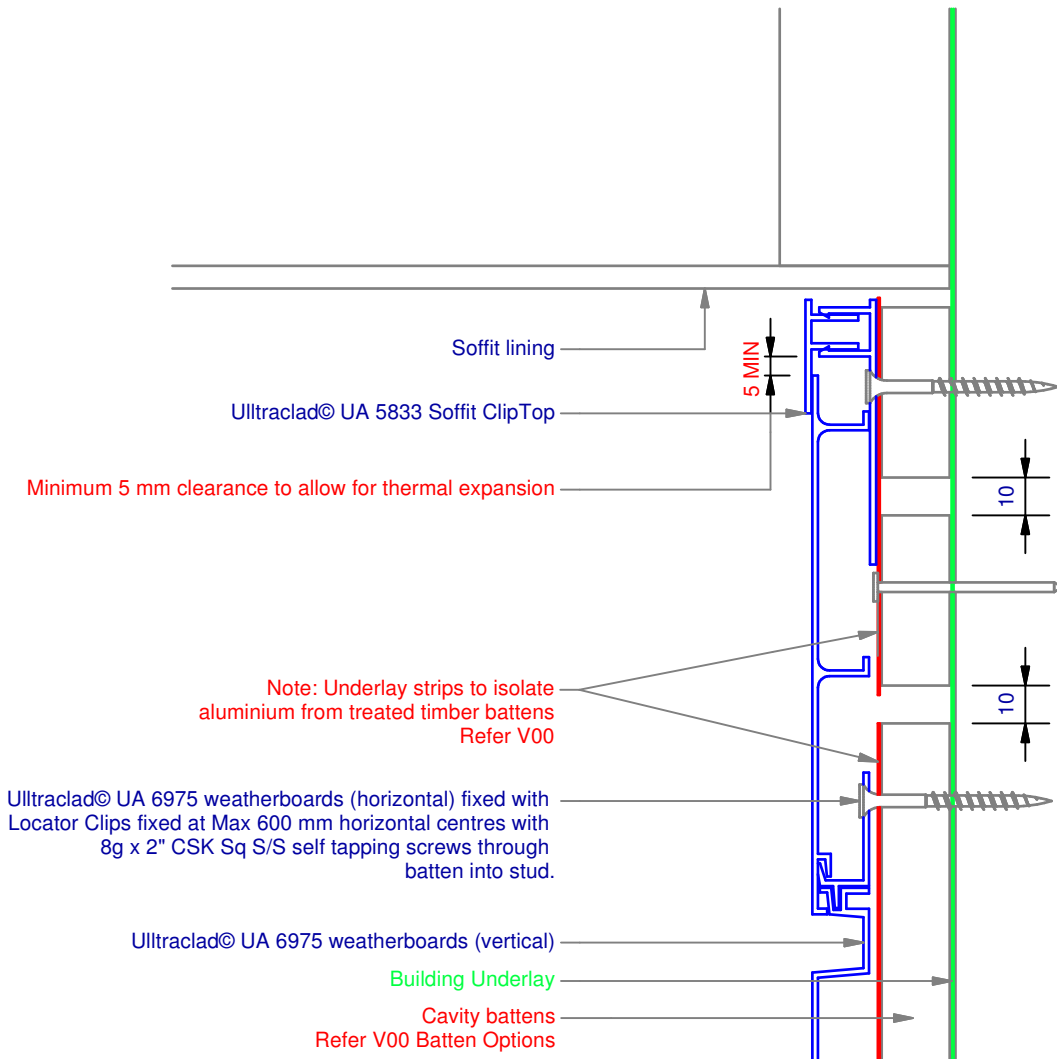 Soffit lining
5 MIN
Ulltraclad© UA 5833 Soffit ClipTop
Minimum 5 mm clearance to allow for thermal expansion
10
Note: Underlay strips to isolate
aluminium from treated timber battens
Refer V00
10
Ulltraclad© UA 6975 weatherboards (horizontal) fixed with
Locator Clips fixed at Max 600 mm horizontal centres with
8g x 2" CSK Sq S/S self tapping screws through
batten into stud.
Ulltraclad© UA 6975 weatherboards (vertical)
Building Underlay
Cavity battens
Refer V00 Batten Options